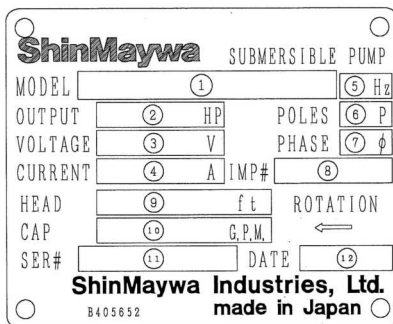 ShinMaywa SUBMERSIBLE PUMP
MODEL ① ⑤ Hz
OUTPUT ② HP POLES ⑥ P
VOLTAGE ③ V PHASE ⑦ φ
CURRENT ④ A IMP# ⑧
HEAD ⑨ ft ROTATION
CAP ⑩ G.P.M. ⇐
SER# ⑪ DATE ⑫
ShinMaywa Industries, Ltd.
B405652 made in Japan